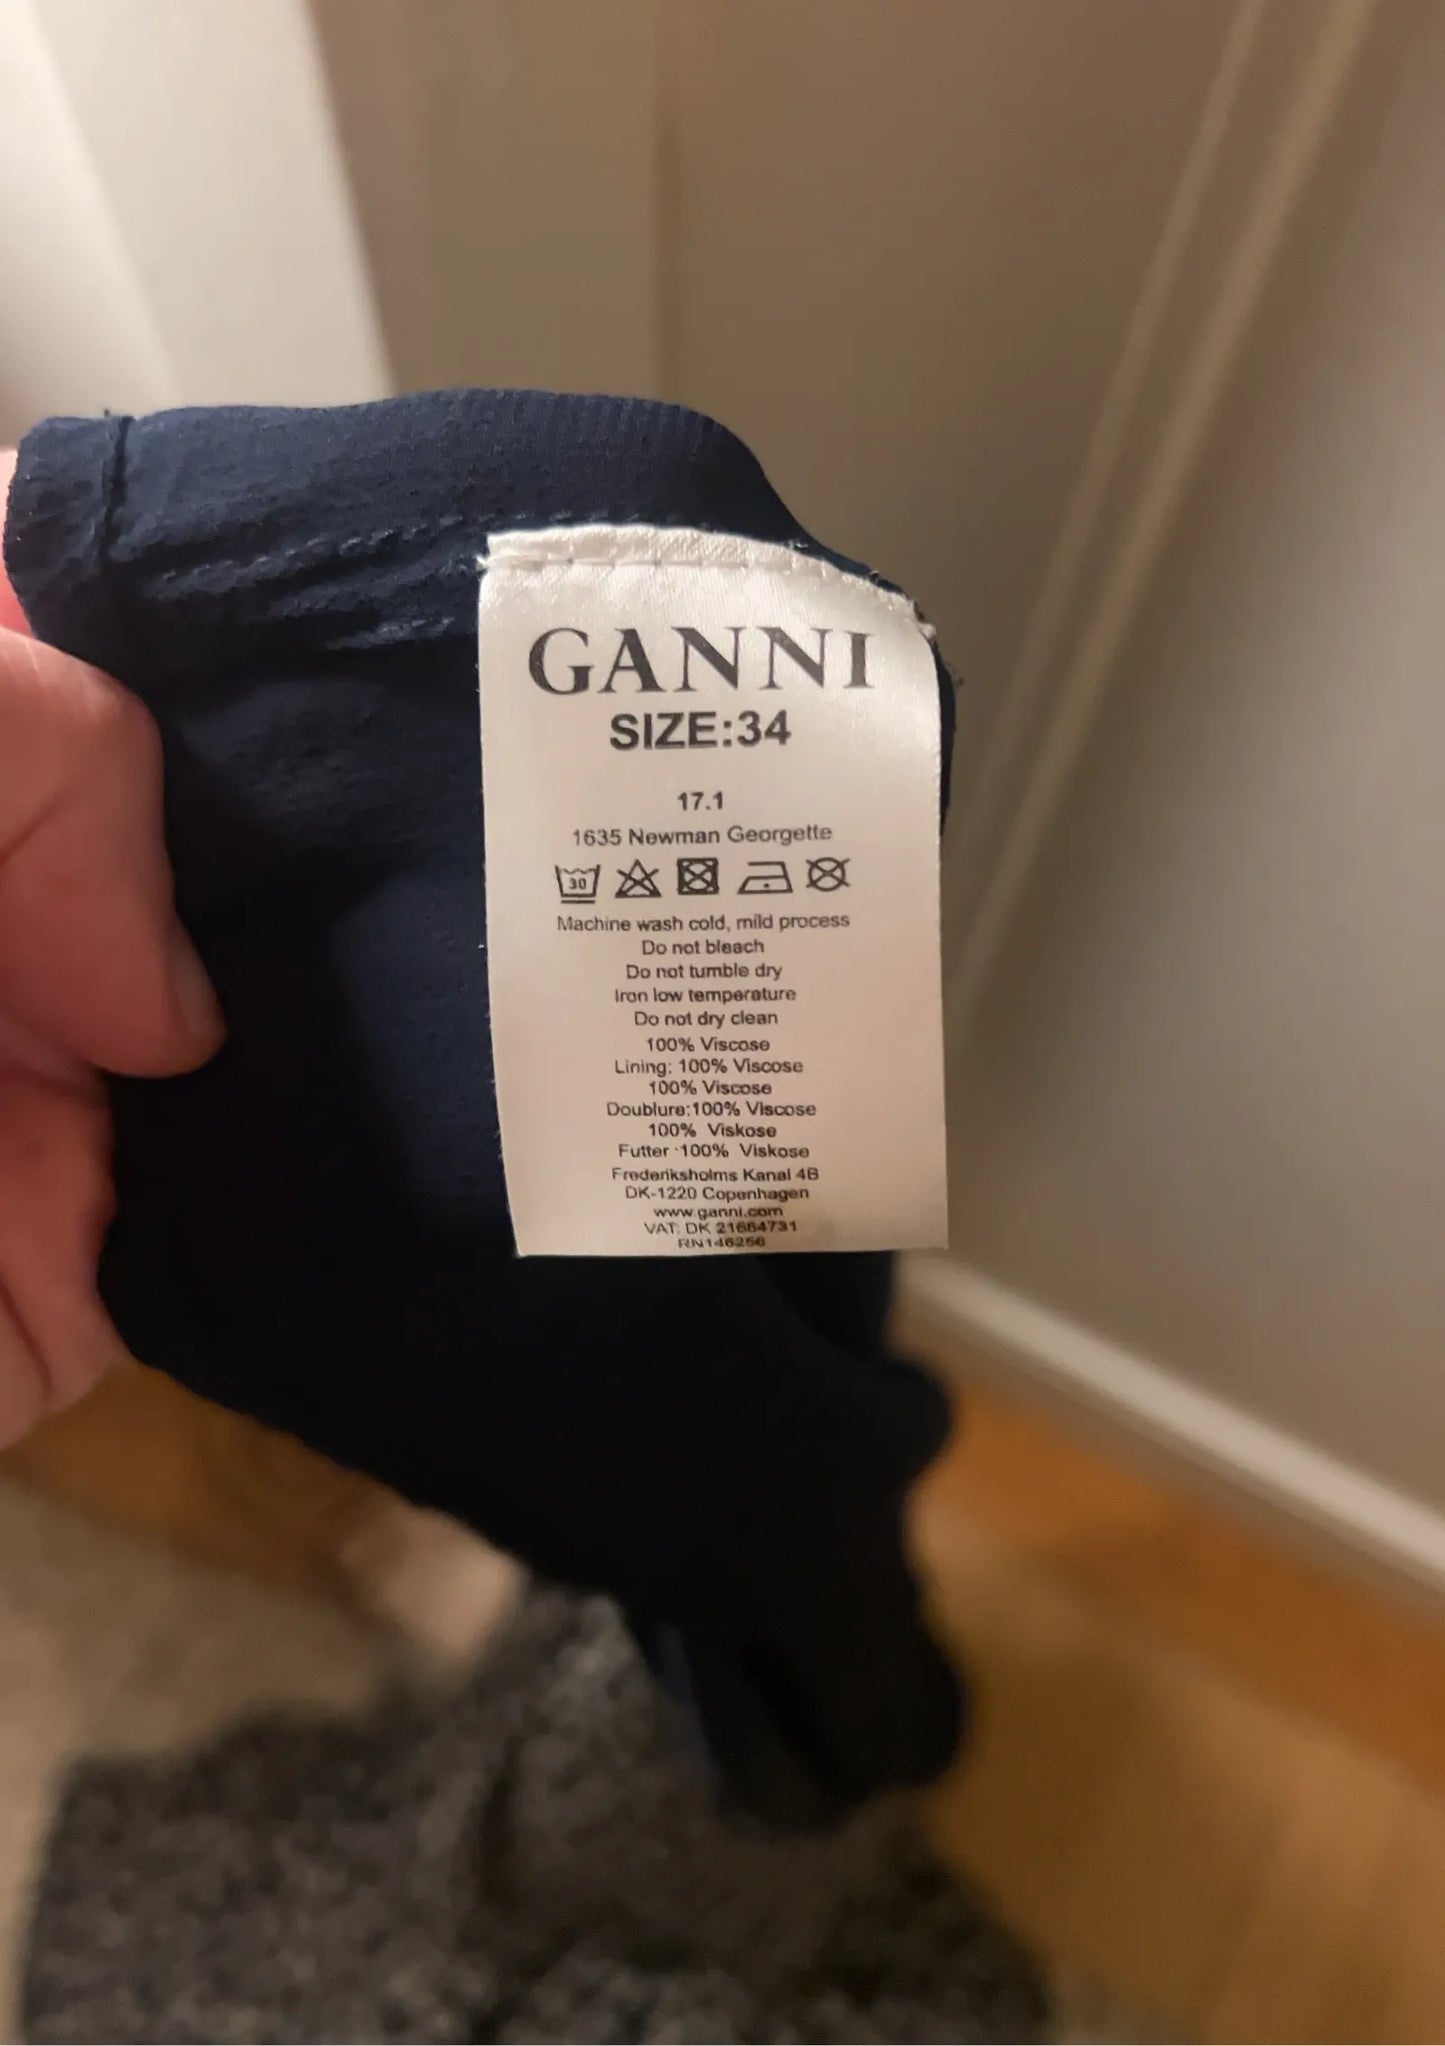 GANNI
SIZE:34
17.1
1635 Newman Georgette
30
Machine wash cold, mild process
Do not bleach
Do not tumble dry
Iron low temperature
Do not dry clean
100% Viscose
Lining: 100% Viscose
100% Viscose
Doublure:100% Viscose
100% Viskose
Futter :100% Viskose
Frederiksholms Kanal 4B
DK-1220 Copenhagen
www.ganni.com
VAT: DK 21664731
RN146256